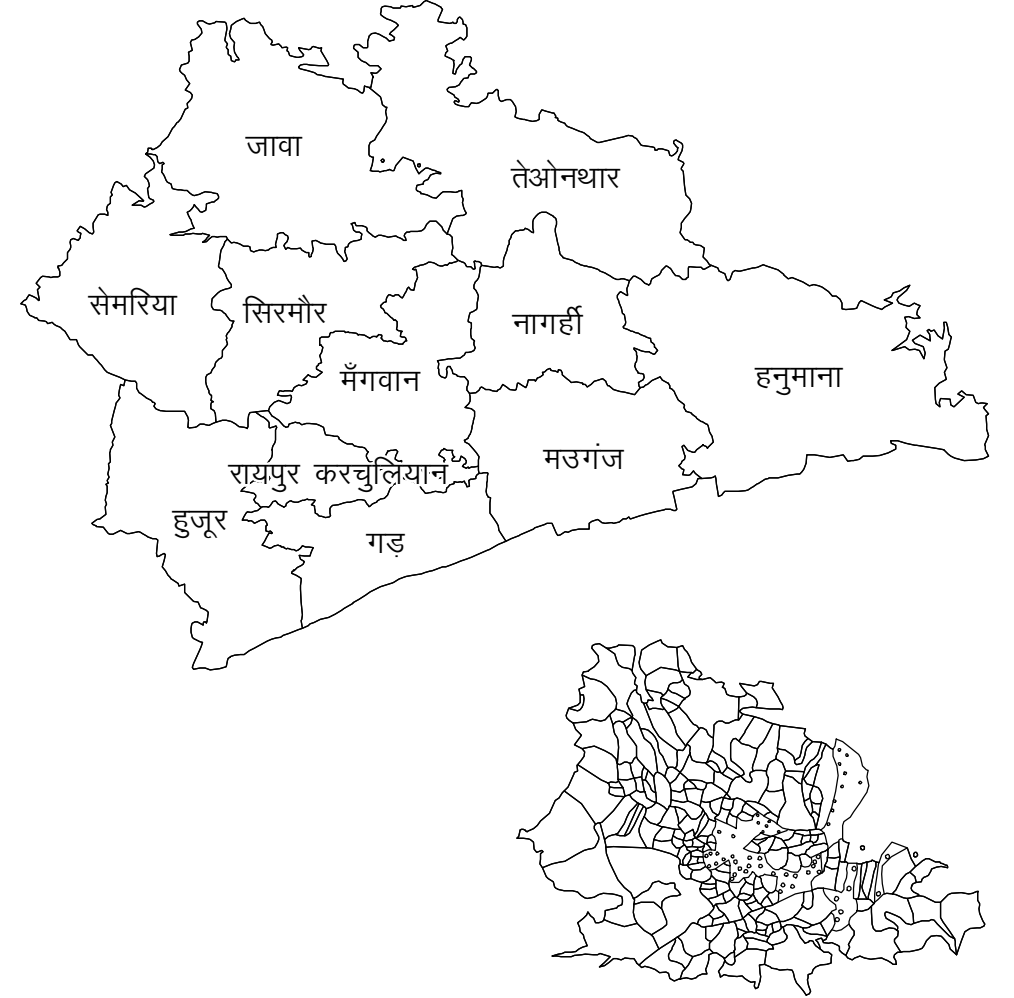 जावा
तेओनथार
सेमरिया
सिरमौर
नागर्ही
मँगवान
हनुमाना
मउगंज
रायपुर करचुलियान
हुजूर
गड़